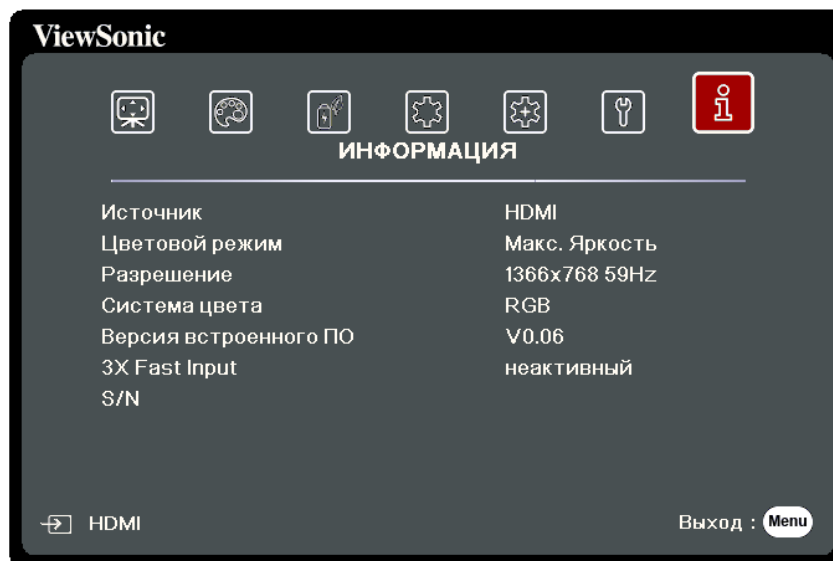 ViewSonic
ИНФОРМАЦИЯ
Источник HDMI
Цветовой режим Макс. Яркость
Разрешение 1366x768 59Hz
Система цвета RGB
Версия встроенного ПО V0.06
3X Fast Input неактивный
S/N
HDMI Выход : Menu